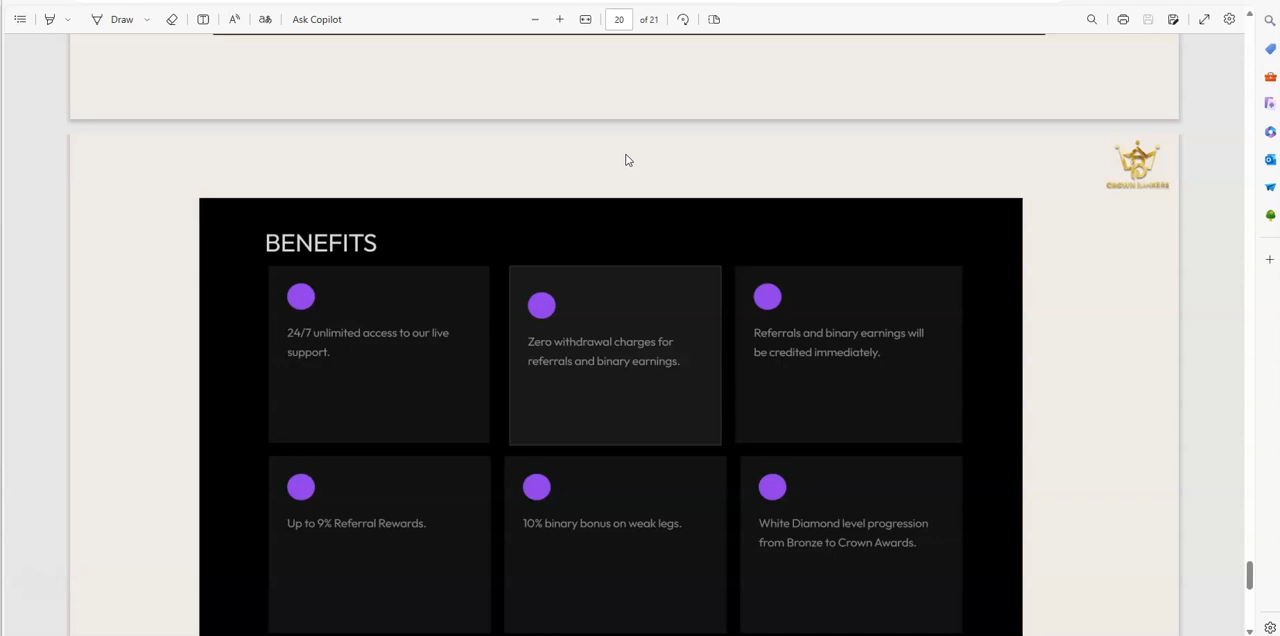 Draw
Ask Copilot
20
of 21
CROWN BANKERS
BENEFITS
24/7 unlimited access to our live
support.
Zero withdrawal charges for
referrals and binary earnings.
Referrals and binary earnings will
be credited immediately.
Up to 9% Referral Rewards.
10% binary bonus on weak legs.
White Diamond level progression
from Bronze to Crown Awards.